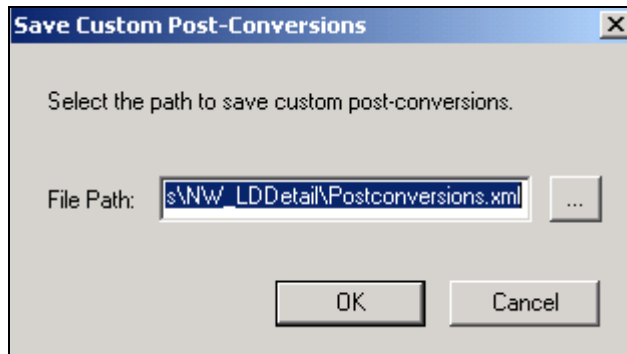 Save Custom Post-Conversions
Select the path to save custom post-conversions.
File Path: s\NW_LDDetail\Postconversions.xml ...
OK Cancel